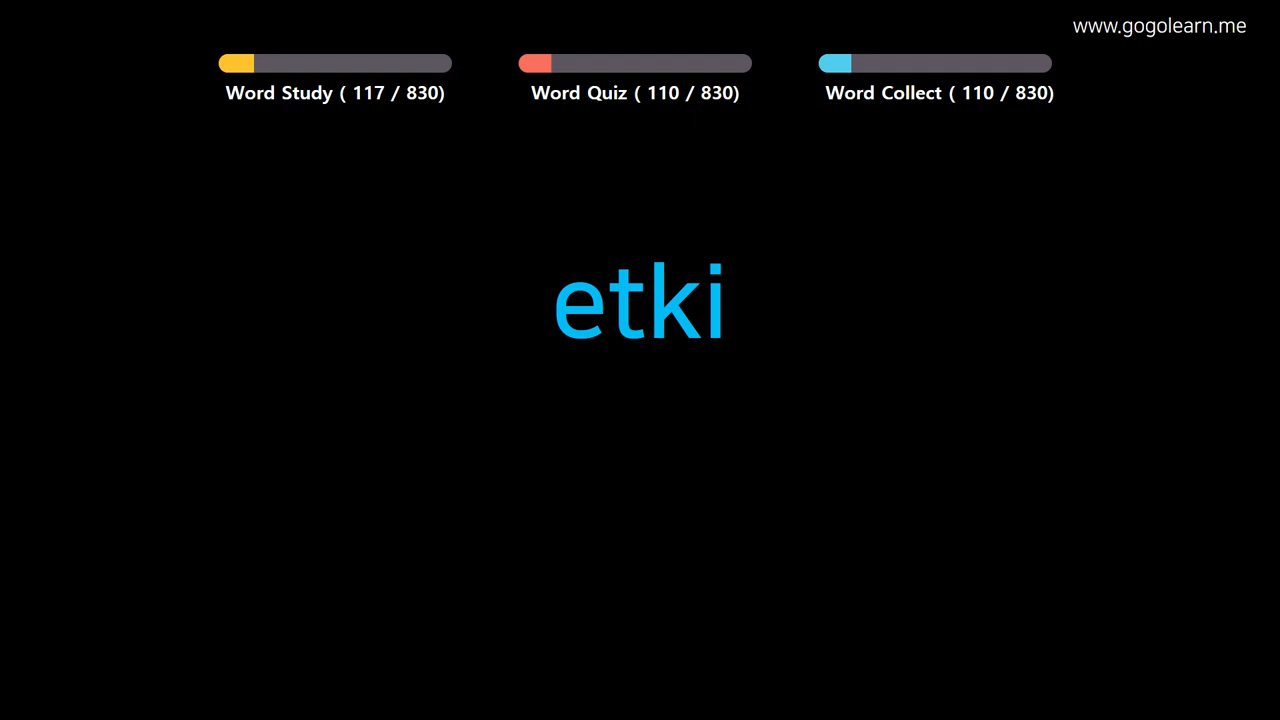 www.gogolearn.me
Word Study ( 117 / 830)
Word Quiz ( 110 / 830)
Word Collect ( 110 / 830)
etki